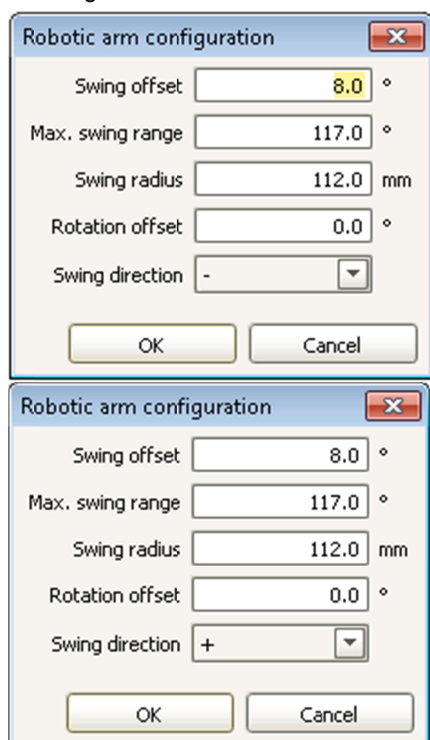 Robotic arm configuration
Swing offset 8.0 °
Max. swing range 117.0 °
Swing radius 112.0 mm
Rotation offset 0.0 °
Swing direction -
OK Cancel
Robotic arm configuration
Swing offset 8.0 °
Max. swing range 117.0 °
Swing radius 112.0 mm
Rotation offset 0.0 °
Swing direction +
OK Cancel